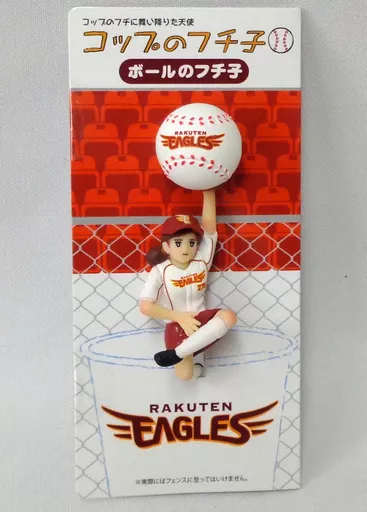 コップのフチに舞い降りた天使
コップのフチ子
ボールのフチ子
RAKUTEN
EAGLES
EAGLES
RAKUTEN
EAGLES
※実際にはフェンスに登ってはいけません。